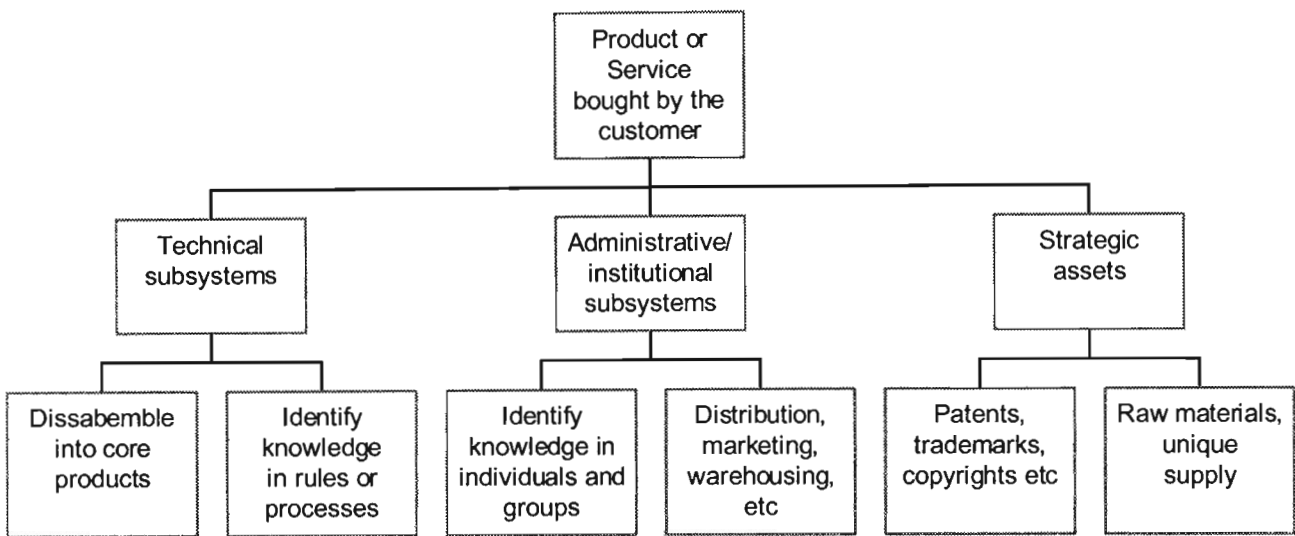 Product or
Service
bought by the
customer
Technical
subsystems
Administrative/
institutional
subsystems
Strategic
assets
Dissabemble
into core
products
Identify
knowledge
in rules or
processes
Identify
knowledge in
individuals and
groups
Distribution,
marketing,
warehousing,
etc
Patents,
trademarks,
copyrights etc
Raw materials,
unique
supply